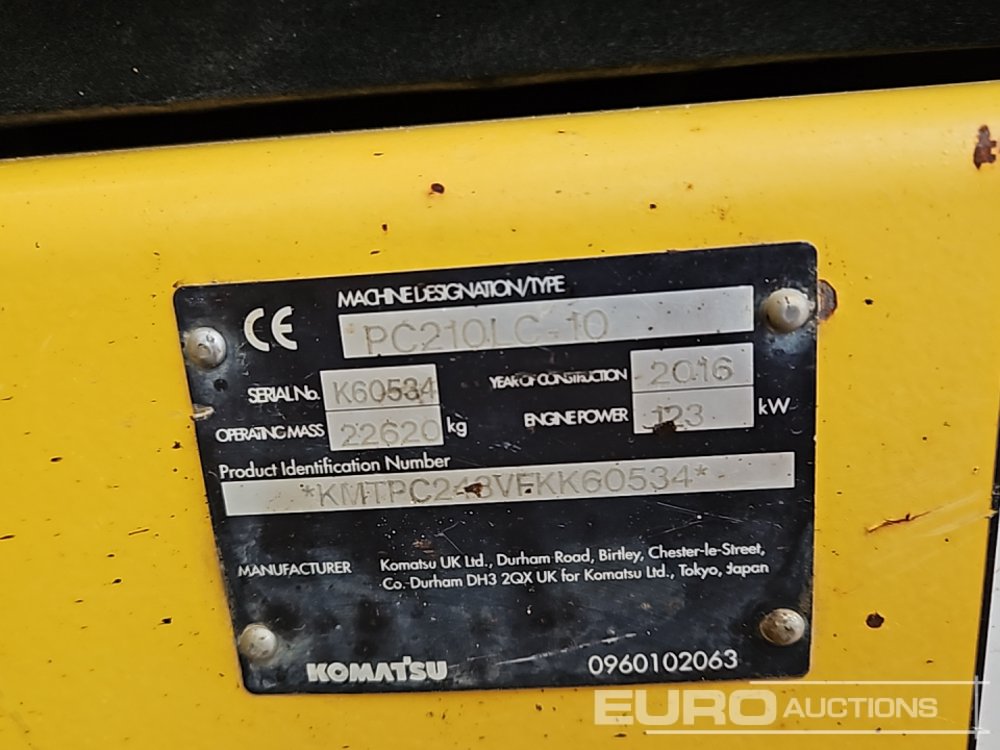 CE
MACHINE DESIGNATION/TYPE
PC210LC-10
SERIAL No. K60534 YEAR OF CONSTRUCTION 2016
OPERATING MASS 22620 kg ENGINE POWER 123 kW
Product Identification Number
*KMTPC243VFKK60534*
MANUFACTURER Komatsu UK Ltd., Durham Road, Birtley, Chester-le-Street,
Co. Durham DH3 2QX UK for Komatsu Ltd., Tokyo, Japan
KOMATSU 0960102063
EURO AUCTIONS